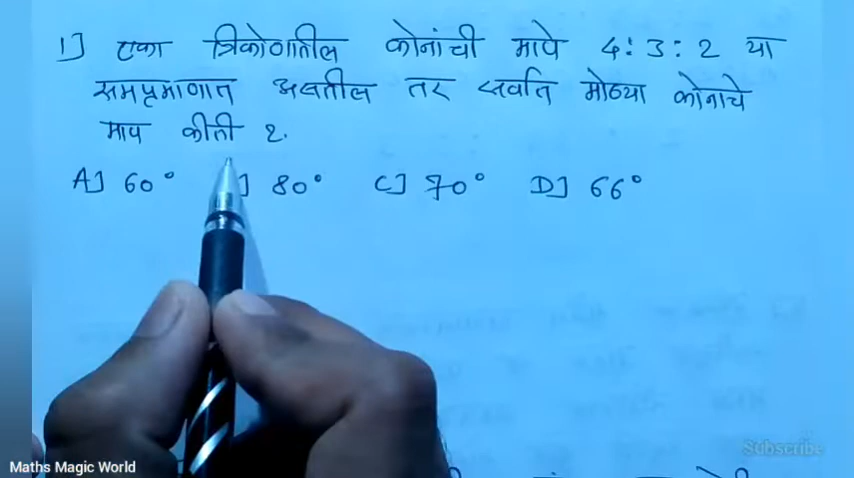 1] एका त्रिकोणातील कोनांची मापे 4:3:2 या
समप्रमाणात असतील तर सर्वात मोठ्या कोनाचे
माप कीती ?.
A] 60° ] 80° C] 70° D] 66°
Subscribe
Maths Magic World